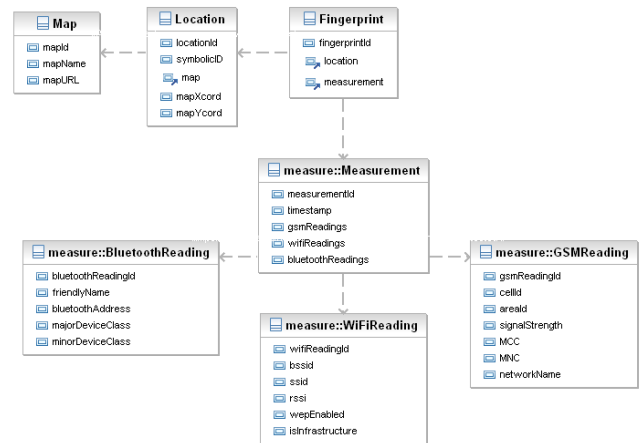 Map
mapId
mapName
mapURL
Location
locationId
symbolicID
map
mapXcord
mapYcord
Fingerprint
fingerprintId
location
measurement
measure::Measurement
measurementId
timestamp
gsmReadings
wifiReadings
bluetoothReadings
measure::BluetoothReading
bluetoothReadingId
friendlyName
bluetoothAddress
majorDeviceClass
minorDeviceClass
measure::WiFiReading
wifiReadingId
bssid
ssid
rssi
wepEnabled
isInfrastructure
measure::GSMReading
gsmReadingId
cellId
areaId
signalStrength
MCC
MNC
networkName